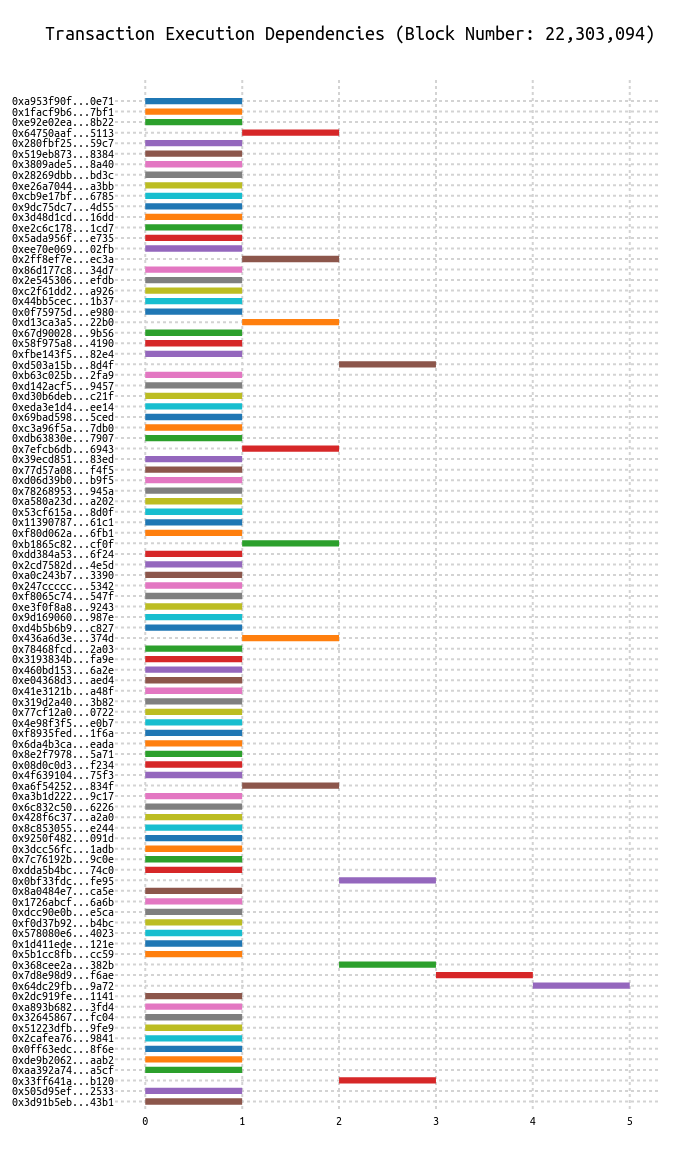 Transaction Execution Dependencies (Block Number: 22,303,094)
0xa953f90f...0e71
0x1facf9b6...7bf1
0xe92e02ea...8b22
0x64750aaf...5113
0x280fbf25...59c7
0x519eb873...8384
0x3809ade5...8a40
0x28269dbb...bd3c
0xe26a7044...a3bb
0xcb9e17bf...6785
0x9dc75dc7...4d55
0x3d48d1cd...16dd
0xe2c6c178...1cd7
0x5ada956f...e735
0xee70e069...02fb
0x2ff8ef7e...ec3a
0x86d177c8...34d7
0x2e545306...efdb
0xc2f61dd2...a926
0x44bb5cec...1b37
0x0f75975d...e980
0xd13ca3a5...22b0
0x67d90028...9b56
0x58f975a8...4190
0xfbe143f5...82e4
0xd503a15b...8d4f
0xb63c025b...2fa9
0xd142acf5...9457
0xd30b6deb...c21f
0xeda3e1d4...ee14
0x69bad598...5ced
0xc3a96f5a...7db0
0xdb63830e...7907
0x7efcb6db...6943
0x39ecd851...83ed
0x77d57a08...f4f5
0xd06d39b0...b9f5
0x78268953...945a
0xa580a23d...a202
0x53cf615a...8d0f
0x11390787...61c1
0xf80d062a...6fb1
0xb1865c82...cf0f
0xdd384a53...6f24
0x2cd7582d...4e5d
0xa0c243b7...3390
0x247ccccc...5342
0xf8065c74...547f
0xe3f0f8a8...9243
0x9d169060...987e
0xd4b5b6b9...c827
0x436a6d3e...374d
0x78468fcd...2a03
0x3193834b...fa9e
0x460bd153...6a2e
0xe04368d3...aed4
0x41e3121b...a48f
0x319d2a40...3b82
0x77cf12a0...0722
0x4e98f3f5...e0b7
0xf8935fed...1f6a
0x6da4b3ca...eada
0x8e2f7978...5a71
0x08d0c0d3...f234
0x4f639104...75f3
0xa6f54252...834f
0xa3b1d222...9c17
0x6c832c50...6226
0x428f6c37...a2a0
0x8c853055...e244
0x9250f482...091d
0x3dcc56fc...1adb
0x7c76192b...9c0e
0xdda5b4bc...74c0
0x0bf33fdc...fe95
0x8a0484e7...ca5e
0x1726abcf...6a6b
0xdcc90e0b...e5ca
0xf0d37b92...b4bc
0x578080e6...4023
0x1d411ede...121e
0x5b1cc8fb...cc59
0x368cee2a...382b
0x7d8e98d9...f6ae
0x64dc29fb...9a72
0x2dc919fe...1141
0xa893b682...3fd4
0x32645867...fc04
0x51223dfb...9fe9
0x2cafea76...9841
0x0ff63edc...8f6e
0xde9b2062...aab2
0xaa392a74...a5cf
0x33ff641a...b120
0x505d95ef...2533
0x3d91b5eb...43b1
0 1 2 3 4 5